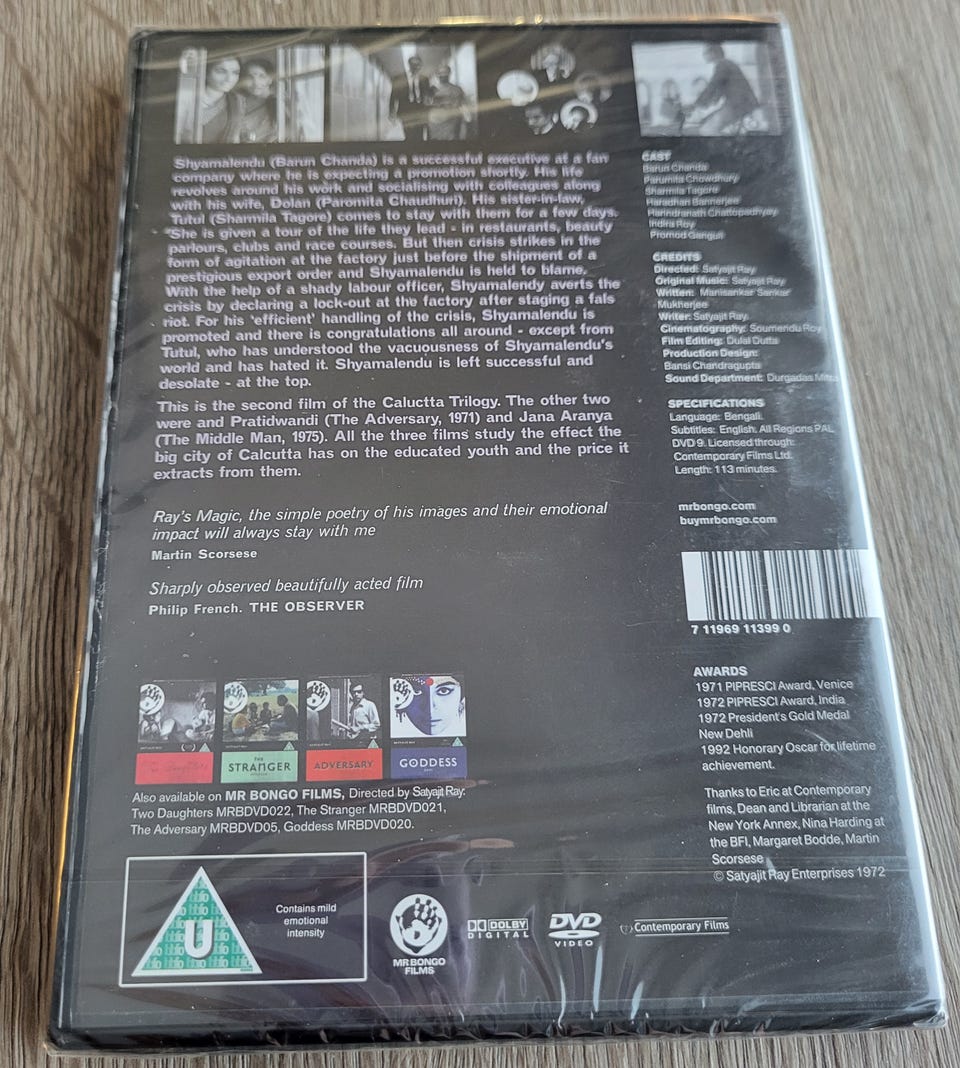 Shyamalendu (Barun Chanda) is a successful executive at a fan
company where he is expecting a promotion shortly. His life
revolves around his work and socialising with colleagues along
with his wife, Dolan (Paromita Chaudhuri). His sister-in-law,
Tutul (Sharmila Tagore) comes to stay with them for a few days.
She is given a tour of the life they lead - in restaurants, beauty
parlours, clubs and race courses. But then crisis strikes in the
form of agitation at the factory just before the shipment of a
prestigious export order and Shyamalendu is held to blame.
With the help of a shady labour officer, Shyamalendy averts the
crisis by declaring a lock-out at the factory after staging a fals
riot. For his 'efficient' handling of the crisis, Shyamalendu is
promoted and there is congratulations all around - except from
Tutul, who has understood the vacuousness of Shyamalendu's
world and has hated it. Shyamalendu is left successful and
desolate - at the top.
This is the second film of the Caluctta Trilogy. The other two
were and Pratidwandi (The Adversary, 1971) and Jana Aranya
(The Middle Man, 1975). All the three films study the effect the
big city of Calcutta has on the educated youth and the price it
extracts from them.
Ray's Magic, the simple poetry of his images and their emotional
impact will always stay with me
Martin Scorsese
Sharply observed beautifully acted film
Philip French. THE OBSERVER
THE
STRANGER
ADVERSARY
GODDESS
Also available on MR BONGO FILMS, Directed by Satyajit Ray:
Two Daughters MRBDVD022, The Stranger MRBDVD021,
The Adversary MRBDVD05, Goddess MRBDVD020.
U
Contains mild
emotional
intensity
MR BONGO
FILMS
DOLBY
DIGITAL
DVD
VIDEO
Contemporary Films
CAST
Barun Chanda
Parumita Chowdhury
Sharmila Tagore
Haradhan Bannerjee
Harindranath Chattopadhyay
Indira Roy
Promod Ganguli
CREDITS
Directed: Satyajit Ray
Original Music: Satyajit Ray
Written: Manisankar Sankar
Mukherjee
Writer: Satyajit Ray.
Cinematography: Soumendu Roy
Film Editing: Dulal Dutta
Production Design:
Bansi Chandragupta
Sound Department: Durgadas Mitra
SPECIFICATIONS
Language: Bengali.
Subtitles: English. All Regions PAL
DVD 9. Licensed through:
Contemporary Films Ltd.
Length: 113 minutes.
mrbongo.com
buymrbongo.com
7 11969 11399 0
AWARDS
1971 PIPRESCI Award, Venice
1972 PIPRESCI Award, India
1972 President's Gold Medal
New Dehli
1992 Honorary Oscar for lifetime
achievement.
Thanks to Eric at Contemporary
films, Dean and Librarian at the
New York Annex, Nina Harding at
the BFI, Margaret Bodde, Martin
Scorsese
© Satyajit Ray Enterprises 1972